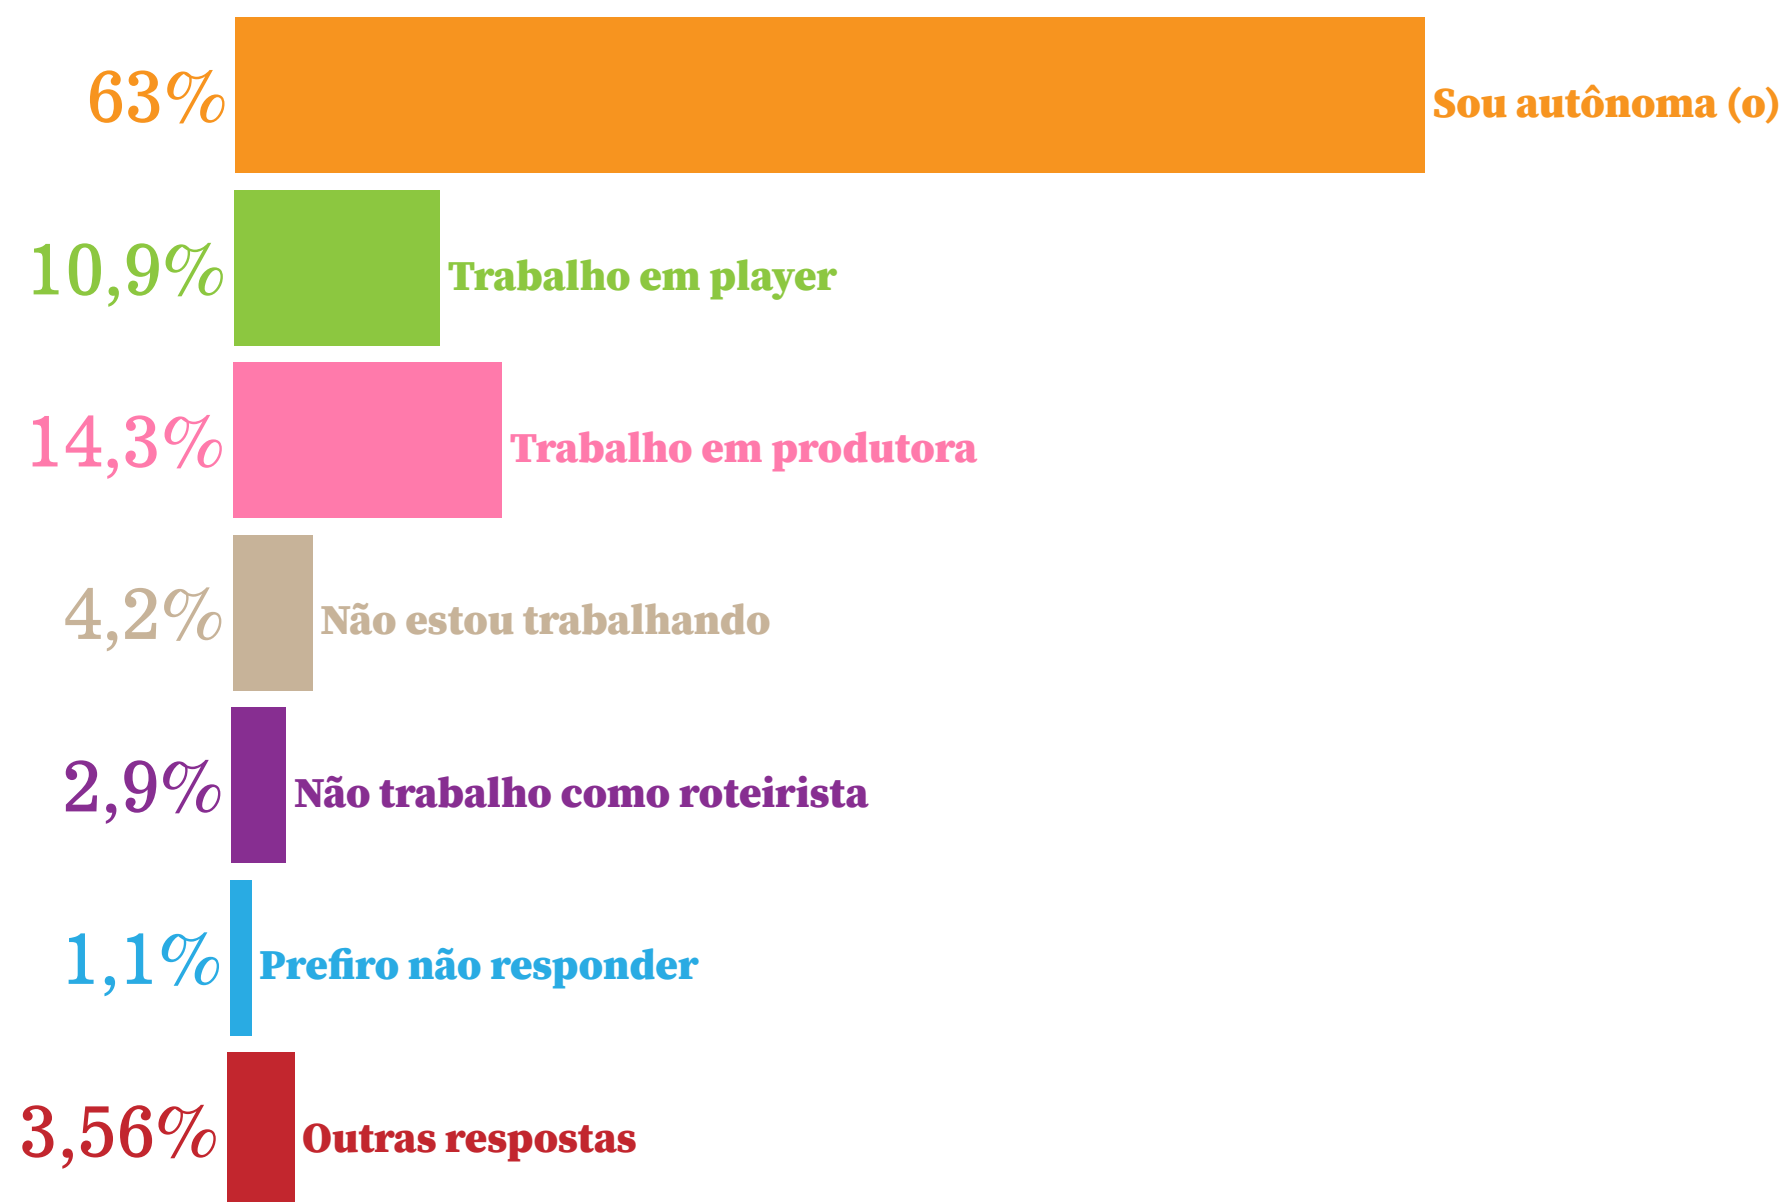 63% Sou autônoma (o)
10,9% Trabalho em player
14,3% Trabalho em produtora
4,2% Não estou trabalhando
2,9% Não trabalho como roteirista
1,1% Prefiro não responder
3,56% Outras respostas